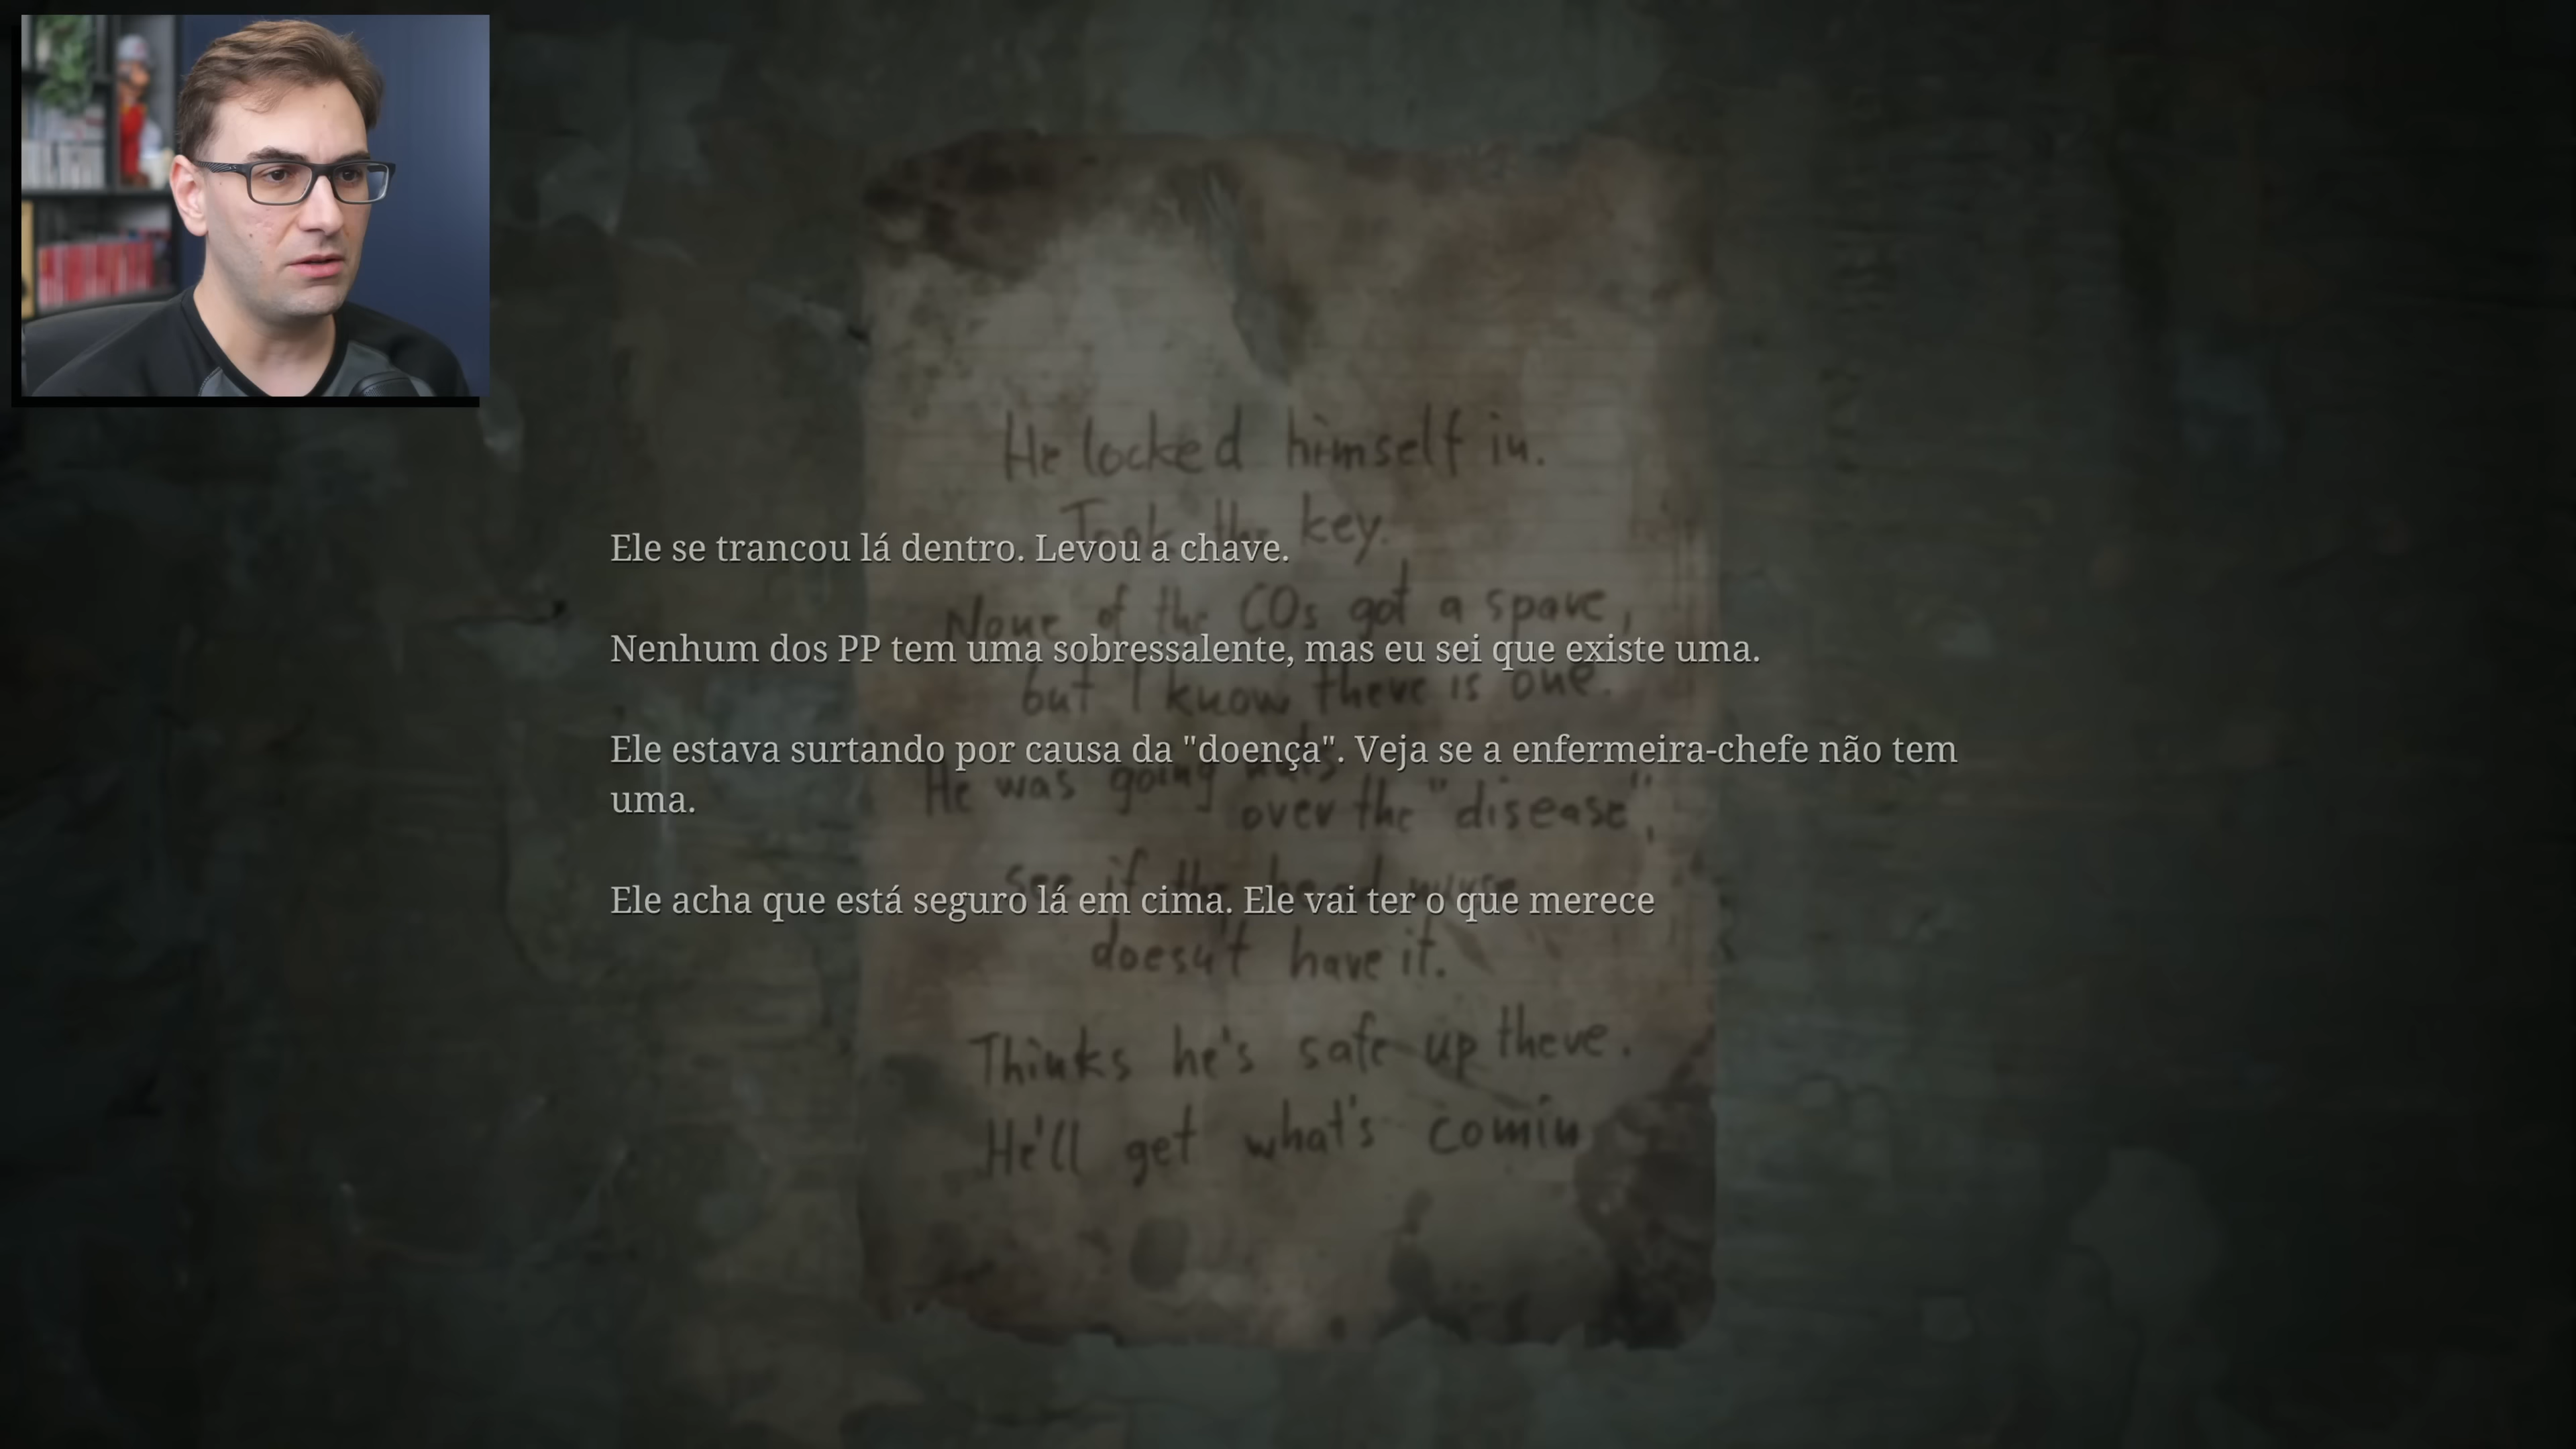 He locked himself in.
Took the key.
Ele se trancou lá dentro. Levou a chave.
None of the COs got a spare,
Nenhum dos PP tem uma sobressalente, mas eu sei que existe uma.
but I know there is one.
Ele estava surtando por causa da "doença". Veja se a enfermeira-chefe não tem
uma.
He was going nuts
over the "disease",
see if the head nurse
Ele acha que está seguro lá em cima. Ele vai ter o que merece
doesn't have it.
Thinks he's safe up there.
He'll get what's comin